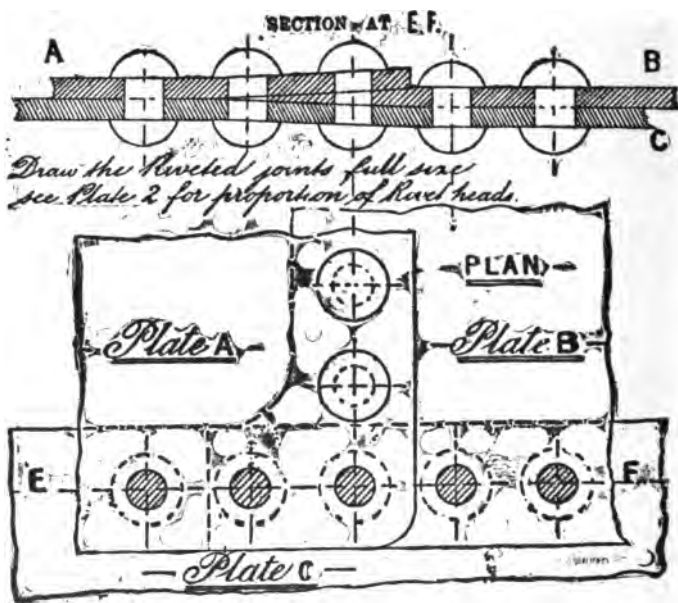 SECTION AT E.F.
A
B
C
Draw the Riveted joints full size
see Plate 2 for proportion of Rivet heads.
PLAN
Plate A
Plate B
E
F
Plate C